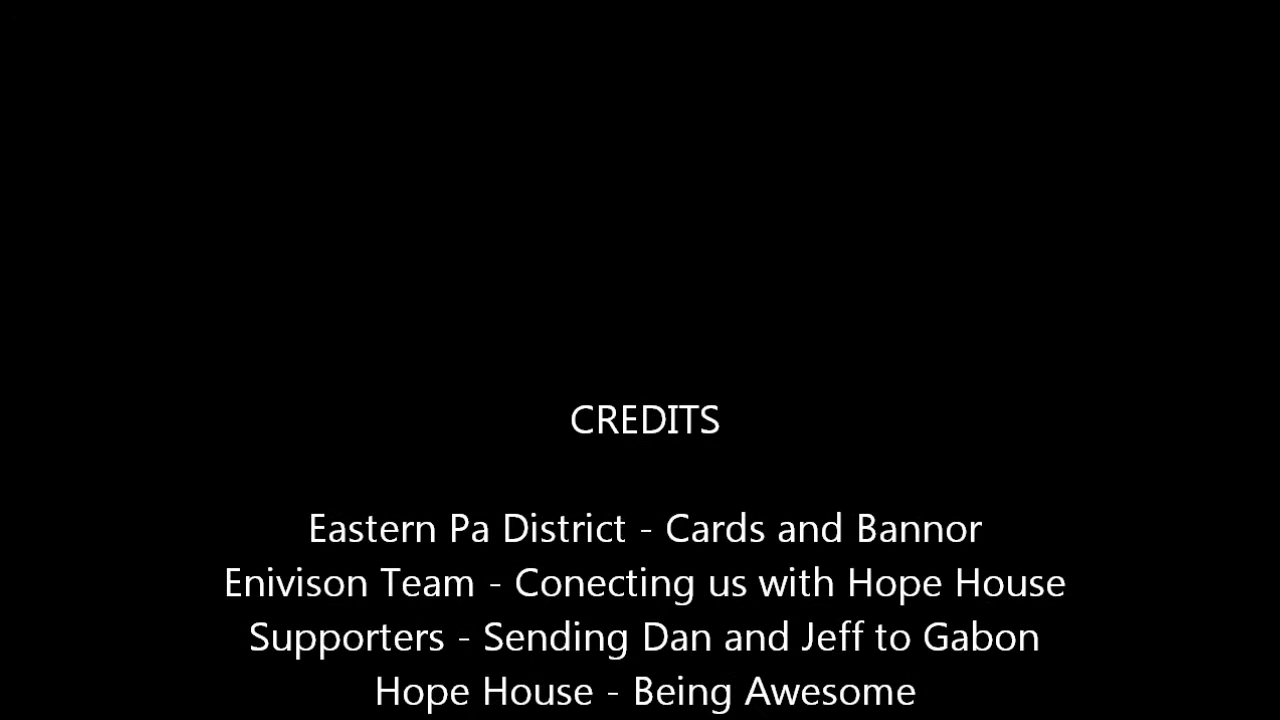 CREDITS
Eastern Pa District - Cards and Bannor
Enivison Team - Conecting us with Hope House
Supporters - Sending Dan and Jeff to Gabon
Hope House - Being Awesome